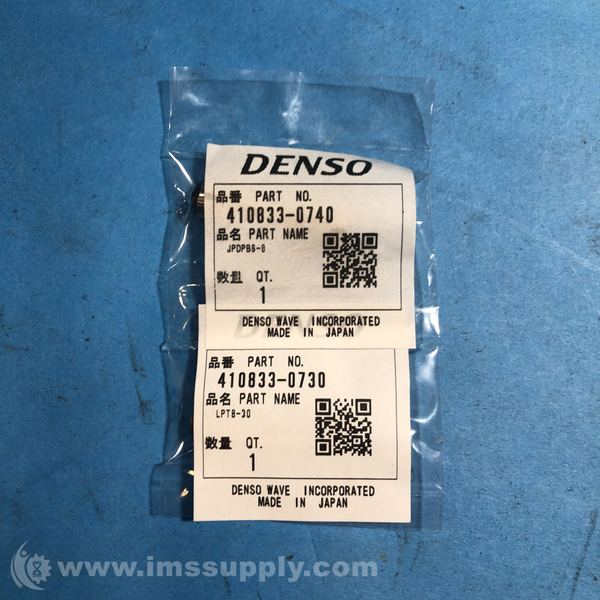 DENSO
品番 PART NO.
410833-0740
品名 PART NAME
JPDPB6-8
数量 QT.
1
DENSO WAVE INCORPORATED
MADE IN JAPAN
DENSO
品番 PART NO.
410833-0730
品名 PART NAME
LPT8-30
数量 QT.
1
DENSO WAVE INCORPORATED
MADE IN JAPAN
www.imssupply.com